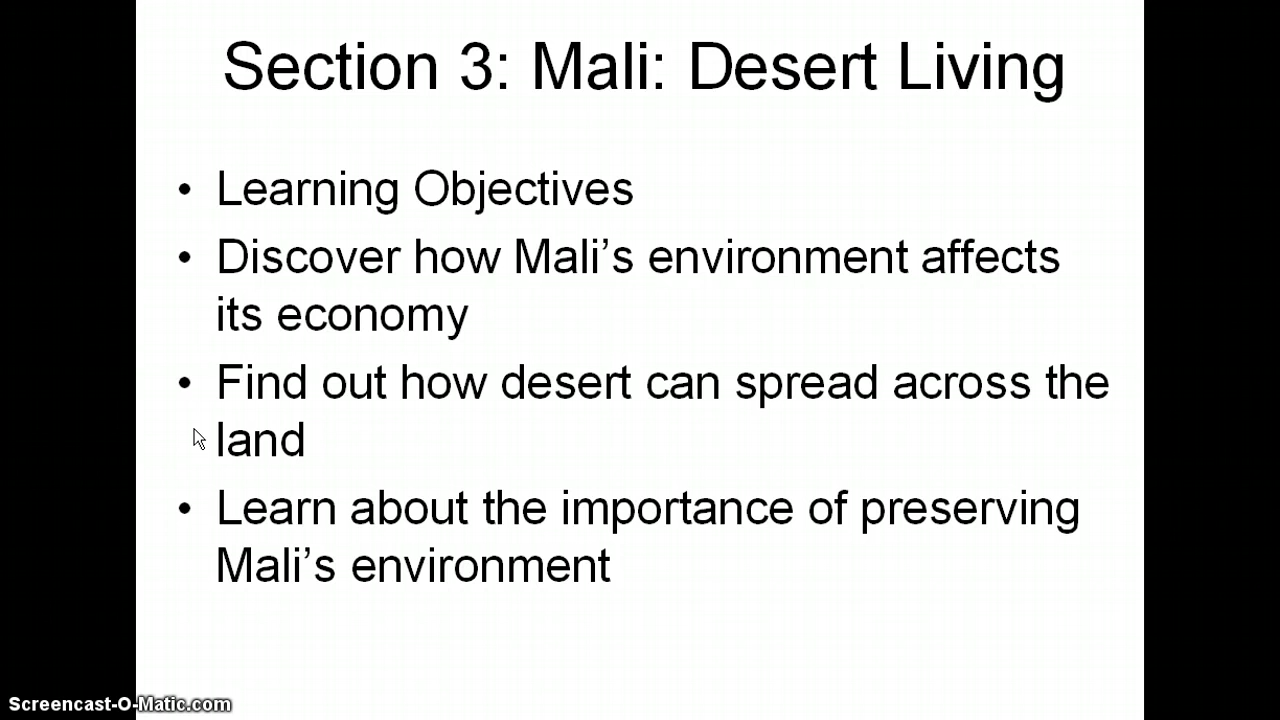 Section 3: Mali: Desert Living
• Learning Objectives
• Discover how Mali’s environment affects
its economy
• Find out how desert can spread across the
land
• Learn about the importance of preserving
Mali’s environment
Screencast-O-Matic.com